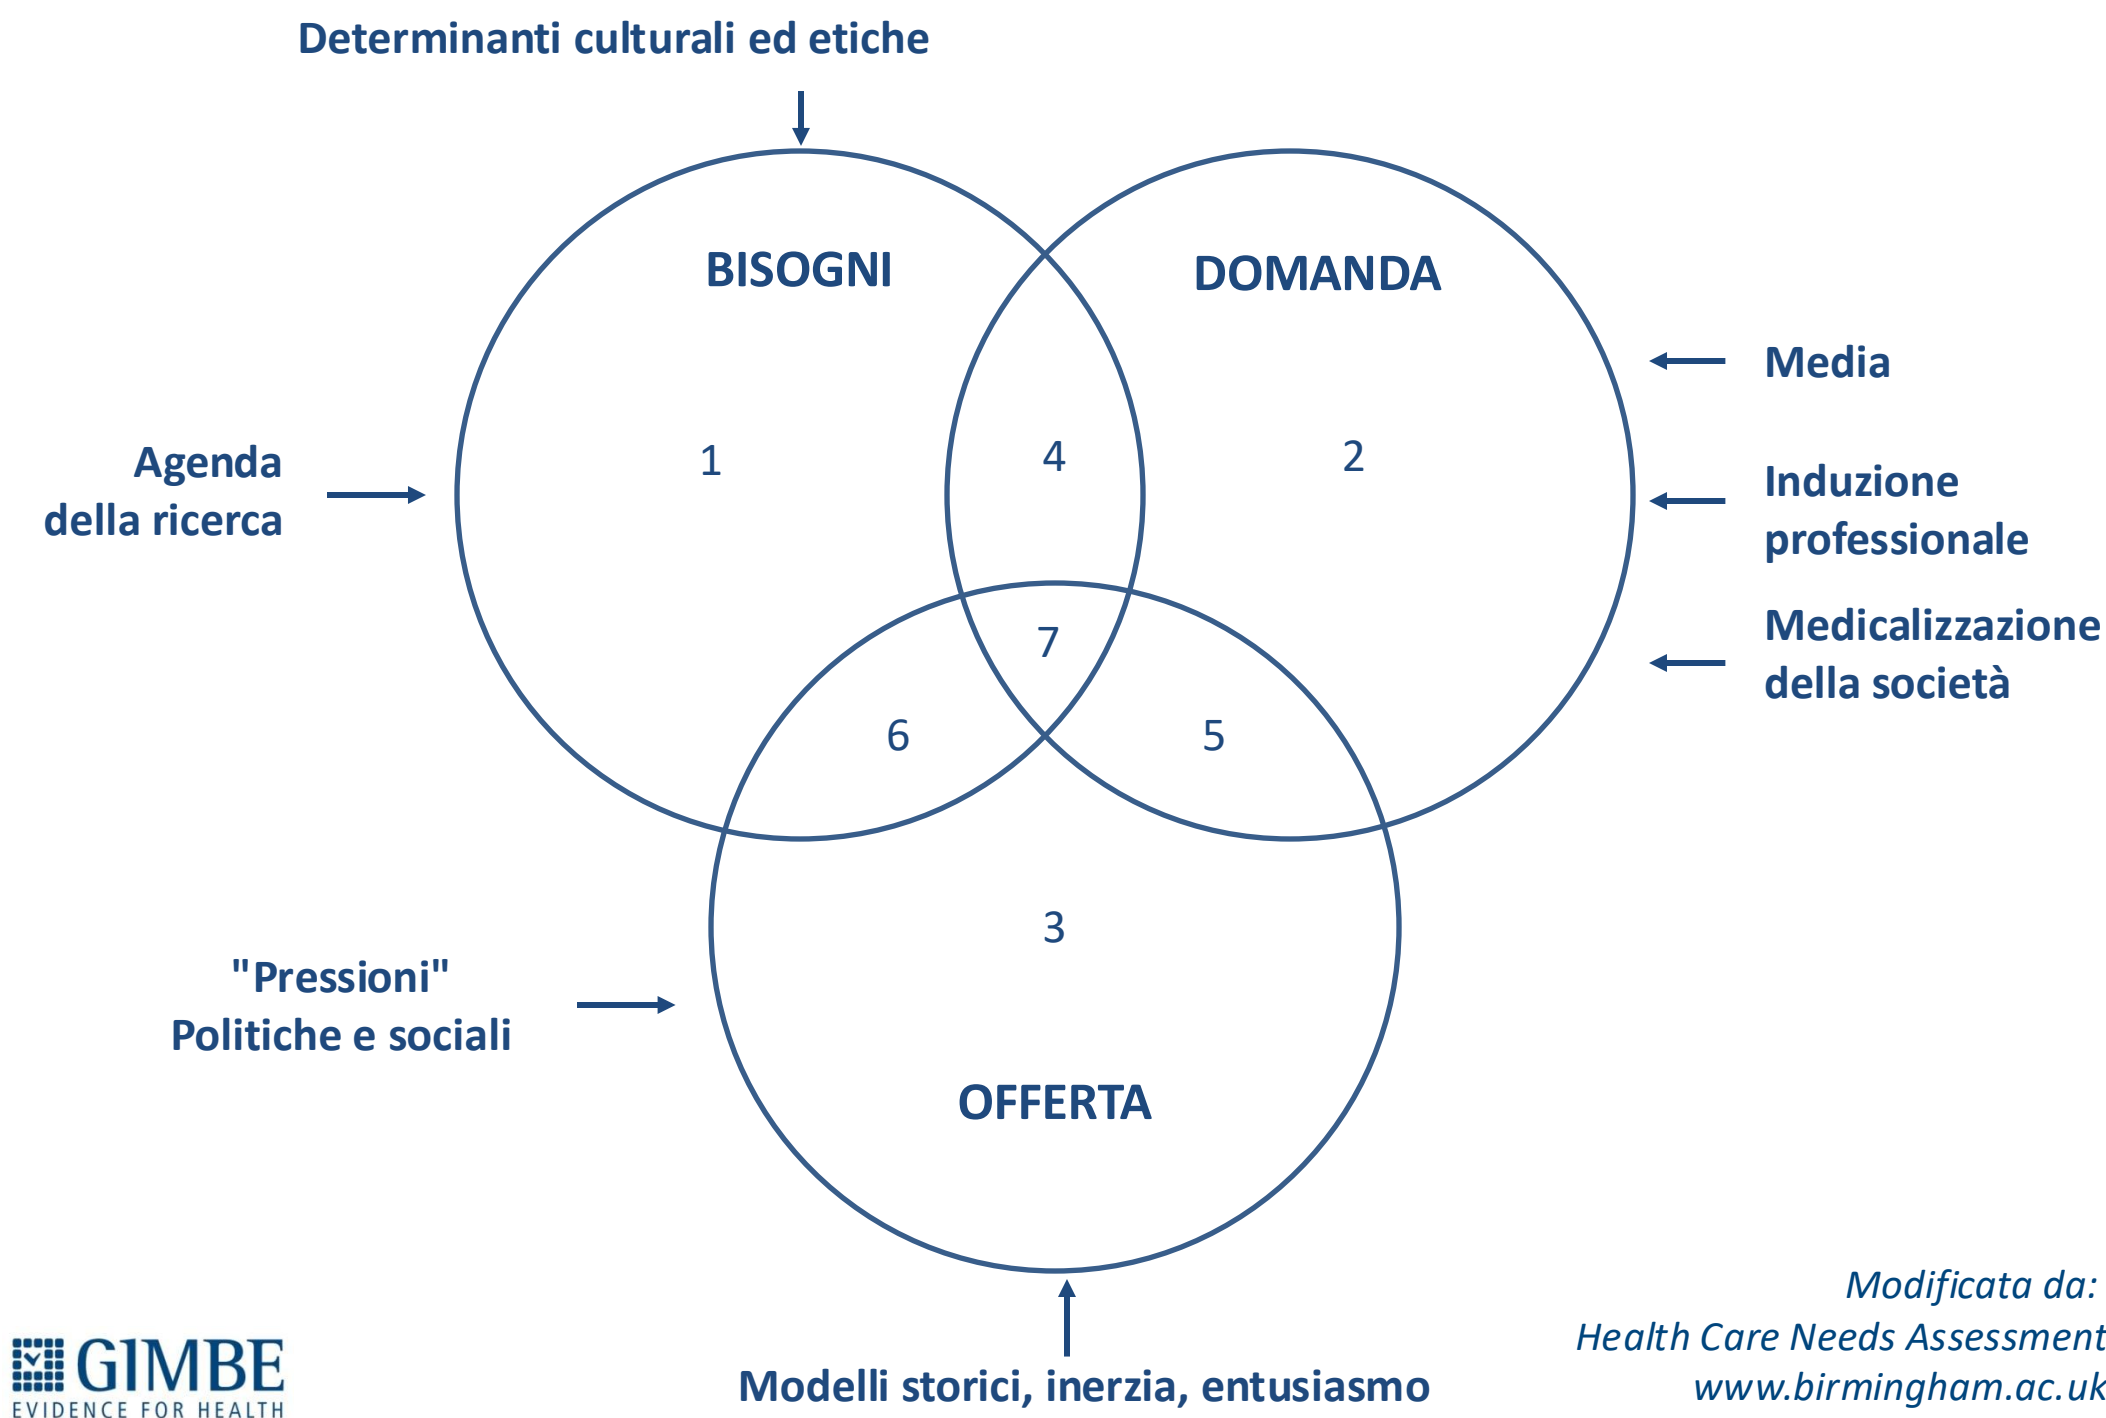 Determinanti culturali ed etiche
BISOGNI
DOMANDA
Media
Agenda
della ricerca
1
4
2
Induzione
professionale
Medicalizzazione
della società
7
6
5
3
"Pressioni"
Politiche e sociali
OFFERTA
Modelli storici, inerzia, entusiasmo
Modificata da:
Health Care Needs Assessment
www.birmingham.ac.uk
GIMBE
EVIDENCE FOR HEALTH